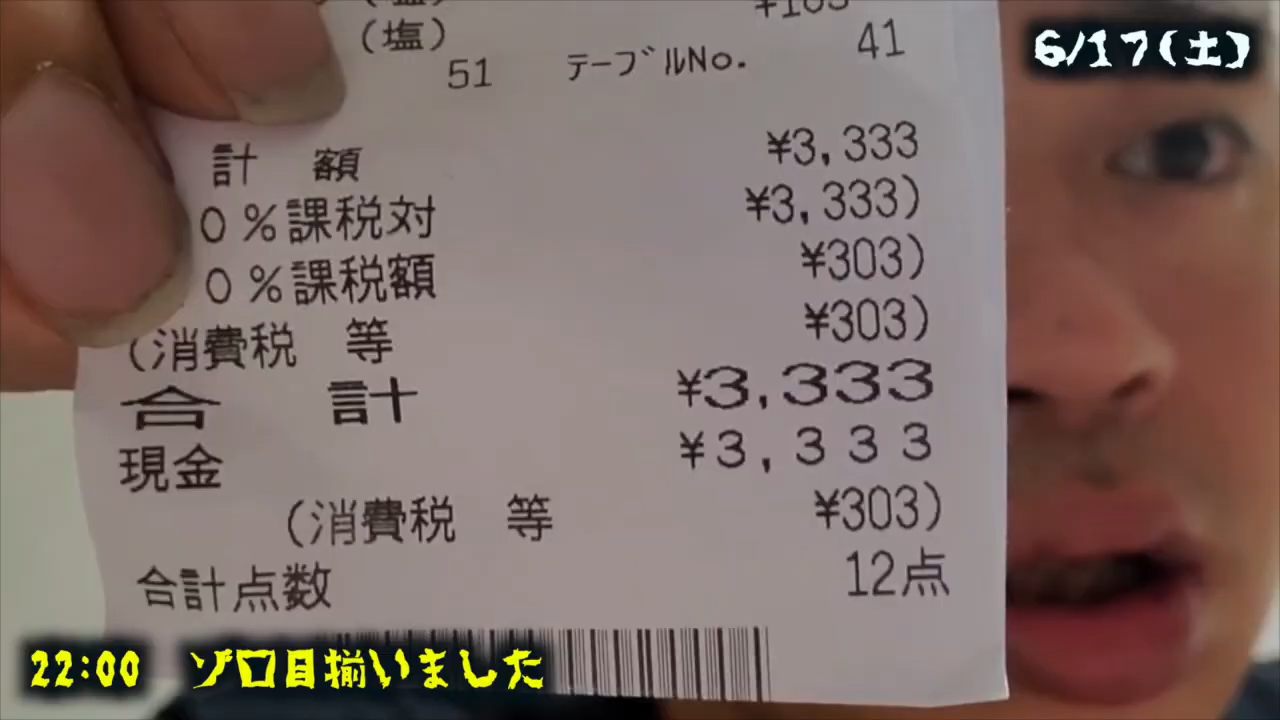 6/17(土)
(塩)
51 テーブルNo. 41
計 額 ¥3,333
0%課税対 ¥3,333)
0%課税額 ¥303)
(消費税 等 ¥303)
合 計 ¥3,333
現金 ¥3,333
(消費税 等 ¥303)
合計点数 12点
22:00 ゾロ目揃いました